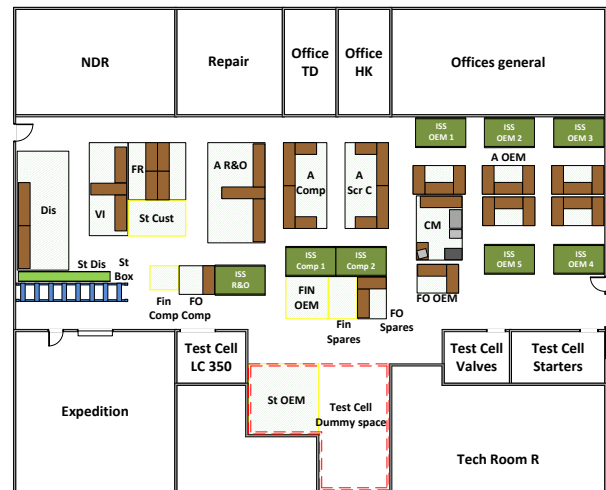 NDR
Repair
Office
TD
Office
HK
Offices general
ISS
OEM 1
ISS
OEM 2
ISS
OEM 3
A OEM
Dis
VI
FR
St Cust
A R&O
A
Comp
A
Scr C
CM
St Dis
St
Box
Fin
Comp
FO
Comp
ISS
R&O
ISS
Comp 1
ISS
Comp 2
FIN
OEM
Fin
Spares
FO
Spares
FO OEM
ISS
OEM 5
ISS
OEM 4
Test Cell
LC 350
Test Cell
Valves
Test Cell
Starters
Expedition
St OEM
Test Cell
Dummy space
Tech Room R